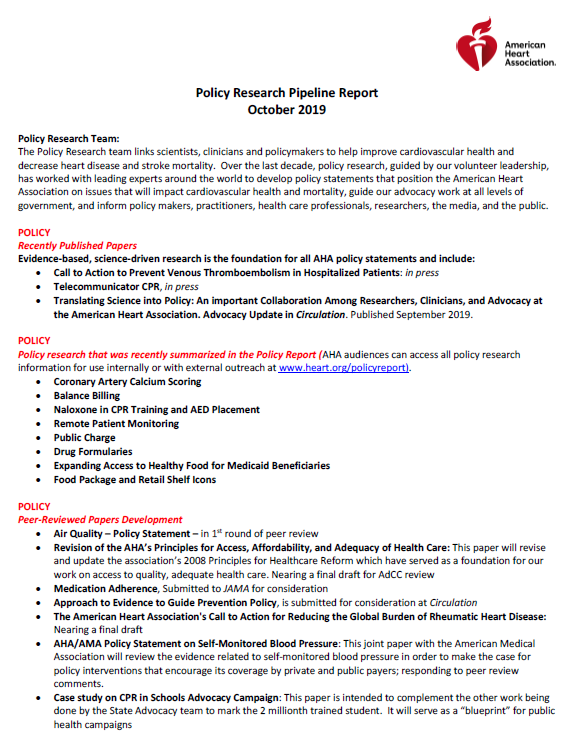 American
Heart
Association.
Policy Research Pipeline Report
October 2019
Policy Research Team:
The Policy Research team links scientists, clinicians and policymakers to help improve cardiovascular health and
decrease heart disease and stroke mortality.  Over the last decade, policy research, guided by our volunteer leadership,
has worked with leading experts around the world to develop policy statements that position the American Heart
Association on issues that will impact cardiovascular health and mortality, guide our advocacy work at all levels of
government, and inform policy makers, practitioners, health care professionals, researchers, the media, and the public.
POLICY
Recently Published Papers
Evidence-based, science-driven research is the foundation for all AHA policy statements and include:
• Call to Action to Prevent Venous Thromboembolism in Hospitalized Patients: in press
• Telecommunicator CPR, in press
• Translating Science into Policy: An important Collaboration Among Researchers, Clinicians, and Advocacy at
the American Heart Association. Advocacy Update in Circulation. Published September 2019.
POLICY
Policy research that was recently summarized in the Policy Report (AHA audiences can access all policy research
information for use internally or with external outreach at www.heart.org/policyreport).
• Coronary Artery Calcium Scoring
• Balance Billing
• Naloxone in CPR Training and AED Placement
• Remote Patient Monitoring
• Public Charge
• Drug Formularies
• Expanding Access to Healthy Food for Medicaid Beneficiaries
• Food Package and Retail Shelf Icons
POLICY
Peer-Reviewed Papers Development
• Air Quality – Policy Statement – in 1st round of peer review
• Revision of the AHA's Principles for Access, Affordability, and Adequacy of Health Care: This paper will revise
and update the association's 2008 Principles for Healthcare Reform which have served as a foundation for our
work on access to quality, adequate health care. Nearing a final draft for AdCC review
• Medication Adherence, Submitted to JAMA for consideration
• Approach to Evidence to Guide Prevention Policy, is submitted for consideration at Circulation
• The American Heart Association's Call to Action for Reducing the Global Burden of Rheumatic Heart Disease:
Nearing a final draft
• AHA/AMA Policy Statement on Self-Monitored Blood Pressure: This joint paper with the American Medical
Association will review the evidence related to self-monitored blood pressure in order to make the case for
policy interventions that encourage its coverage by private and public payers; responding to peer review
comments.
• Case study on CPR in Schools Advocacy Campaign: This paper is intended to complement the other work being
done by the State Advocacy team to mark the 2 millionth trained student.  It will serve as a "blueprint" for public
health campaigns